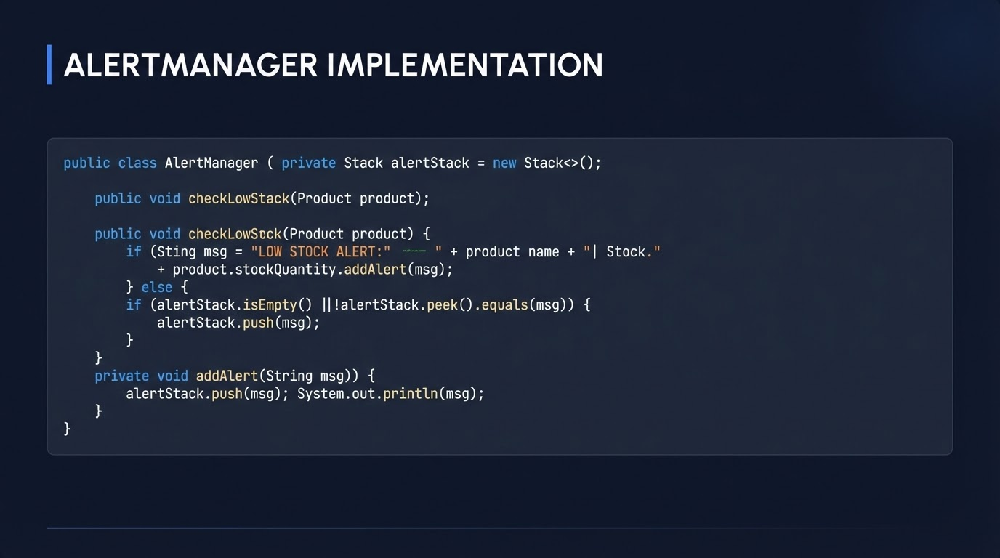 ALERTMANAGER IMPLEMENTATION
public class AlertManager ( private Stack alertStack = new Stack<>();
public void checkLowStack(Product product);
public void checkLowStck(Product product) {
if (Sting msg = "LOW STOCK ALERT:" " + product name + "| Stock."
+ product.stockQuantity.addAlert(msg);
} else {
if (alertStack.isEmpty() ||!alertStack.peek().equals(msg)) {
alertStack.push(msg);
}
}
private void addAlert(String msg)) {
alertStack.push(msg); System.out.println(msg);
}
}